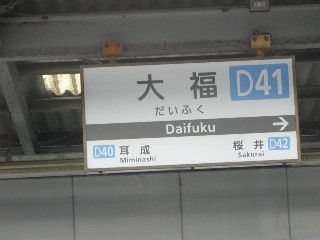 大福 D41
だいふく
Daifuku →
D40 耳成 桜井 D42
Miminashi Sakurai